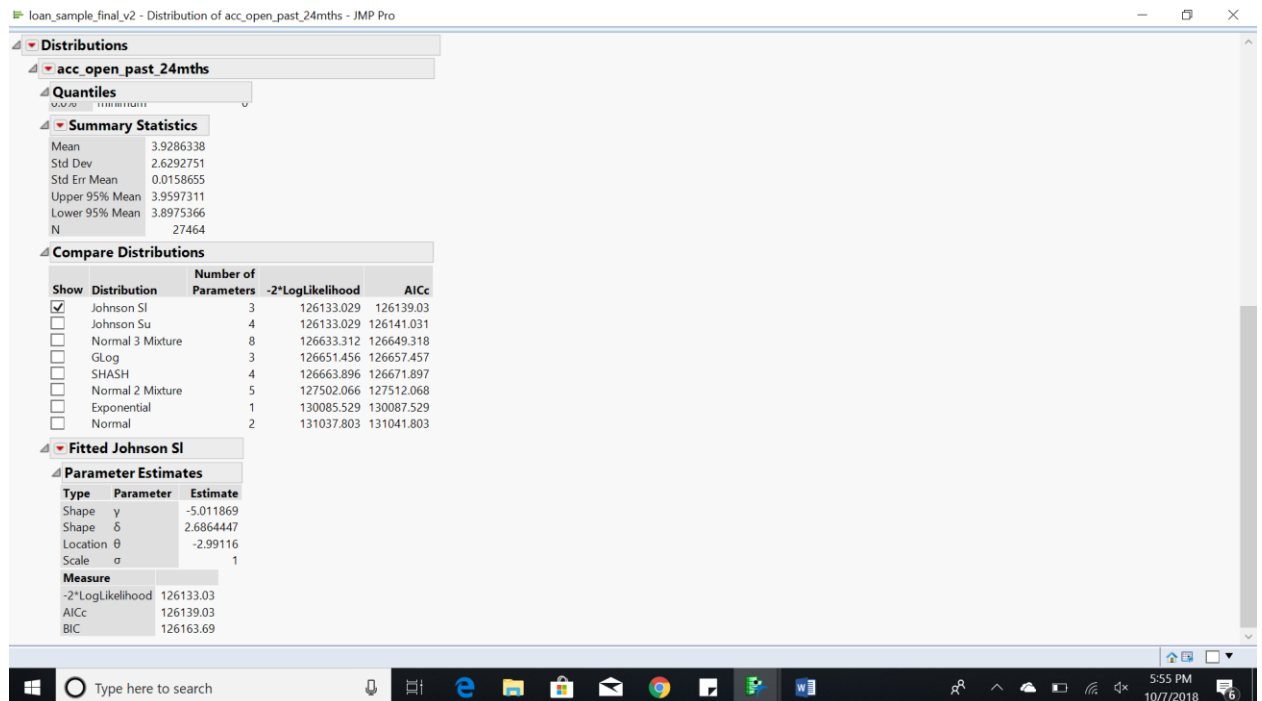 loan_sample_final_v2 - Distribution of acc_open_past_24mths - JMP Pro
Distributions
acc_open_past_24mths
Quantiles
0.0% minimum 0
Summary Statistics
Mean 3.9286338
Std Dev 2.6292751
Std Err Mean 0.0158655
Upper 95% Mean 3.9597311
Lower 95% Mean 3.8975366
N 27464
Compare Distributions
Number of
Show Distribution Parameters -2*LogLikelihood AICc
Johnson Sl 3 126133.029 126139.03
Johnson Su 4 126133.029 126141.031
Normal 3 Mixture 8 126633.312 126649.318
GLog 3 126651.456 126657.457
SHASH 4 126663.896 126671.897
Normal 2 Mixture 5 127502.066 127512.068
Exponential 1 130085.529 130087.529
Normal 2 131037.803 131041.803
Fitted Johnson Sl
Parameter Estimates
Type Parameter Estimate
Shape γ -5.011869
Shape δ 2.6864447
Location θ -2.99116
Scale σ 1
Measure
-2*LogLikelihood 126133.03
AICc 126139.03
BIC 126163.69
Type here to search
5:55 PM
10/7/2018
6